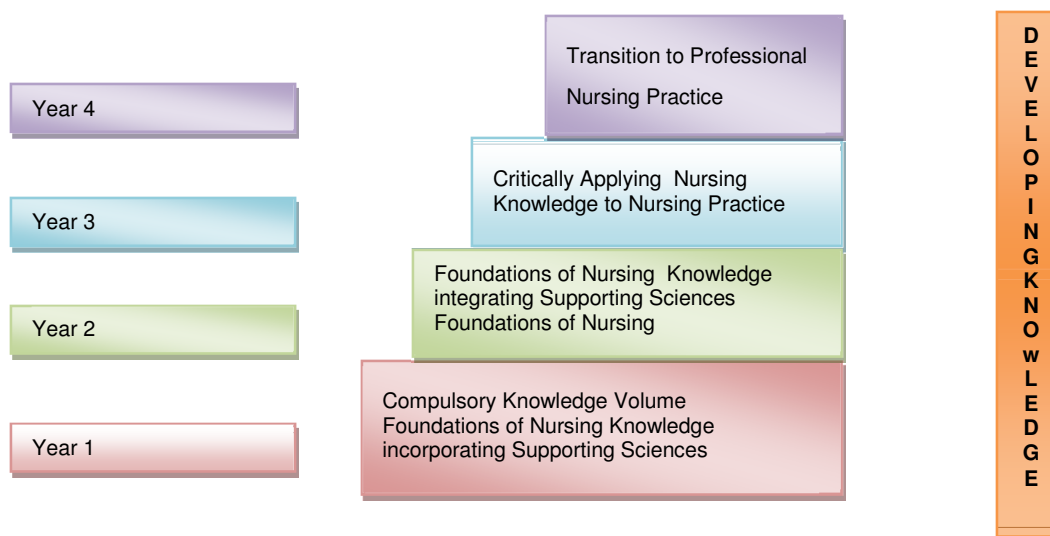 Year 4
Transition to Professional
Nursing Practice
Year 3
Critically Applying Nursing
Knowledge to Nursing Practice
Year 2
Foundations of Nursing Knowledge
integrating Supporting Sciences
Foundations of Nursing
Year 1
Compulsory Knowledge Volume
Foundations of Nursing Knowledge
incorporating Supporting Sciences
D
E
V
E
L
O
P
I
N
G
K
N
O
w
L
E
D
G
E